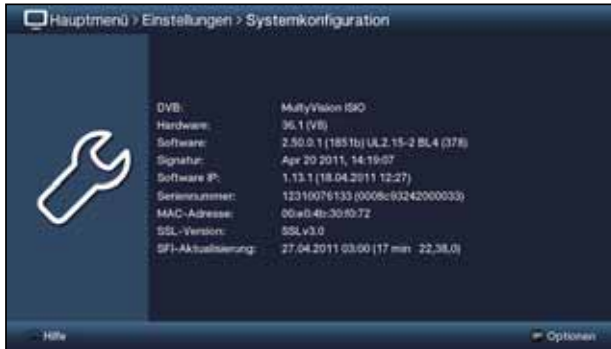 Hauptmenü > Einstellungen > Systemkonfiguration
DVB: MultyVision ISIO
Hardware: 36.1 (V8)
Software: 2.50.0.1 (1851b) UL2.15-2 BL4 (378)
Signatur: Apr 20 2011, 14:19:07
Software IP: 1.13.1 (18.04.2011 12:27)
Seriennummer: 12310076133 (0008c93242000033)
MAC-Adresse: 00:e0:4b:30:f0:72
SSL-Version: SSLv3.0
SFI-Aktualisierung: 27.04.2011 03:00 (17 min 22,38,0)
Hilfe
Optionen